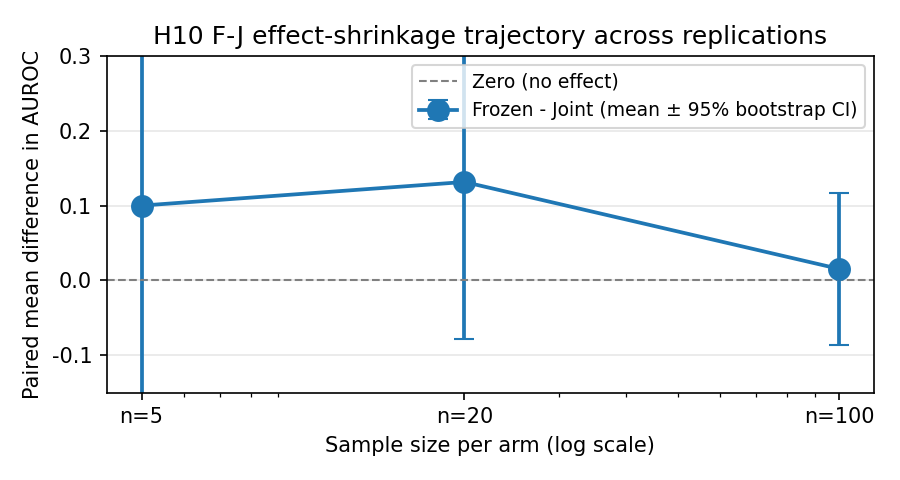 H10 F-J effect-shrinkage trajectory across replications
Paired mean difference in AUROC
0.3
0.2
0.1
0.0
-0.1
Zero (no effect)
Frozen - Joint (mean ± 95% bootstrap CI)
n=5
n=20
n=100
Sample size per arm (log scale)